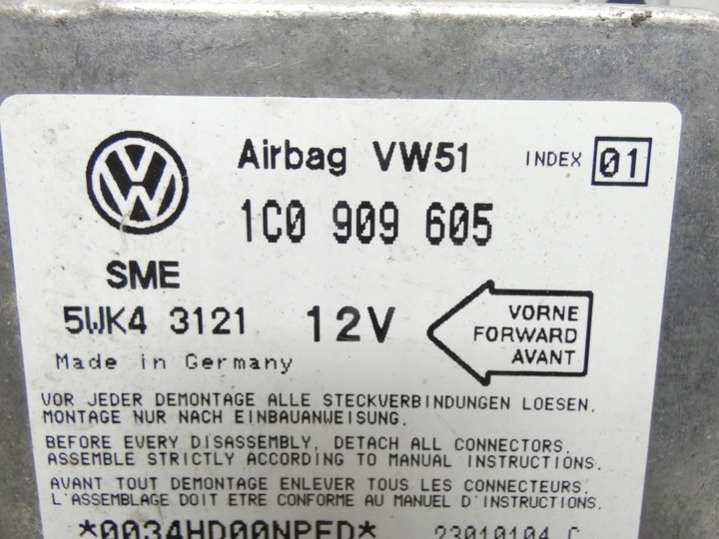 Airbag VW51 INDEX 01
1C0 909 605
SME
5WK4 3121 12V
VORNE
FORWARD
AVANT
Made in Germany
VOR JEDER DEMONTAGE ALLE STECKVERBINDUNGEN LOESEN.
MONTAGE NUR NACH EINBAUANWEISUNG.
BEFORE EVERY DISASSEMBLY, DETACH ALL CONNECTORS.
ASSEMBLE STRICTLY ACCORDING TO MANUAL INSTRUCTIONS.
AVANT TOUT DEMONTAGE ENLEVER TOUS LES CONNECTEURS.
L'ASSEMBLAGE DOIT ETRE CONFORME AU MANUEL D'INSTRUCTIONS.
*0034HD00NPED* 23010104 C